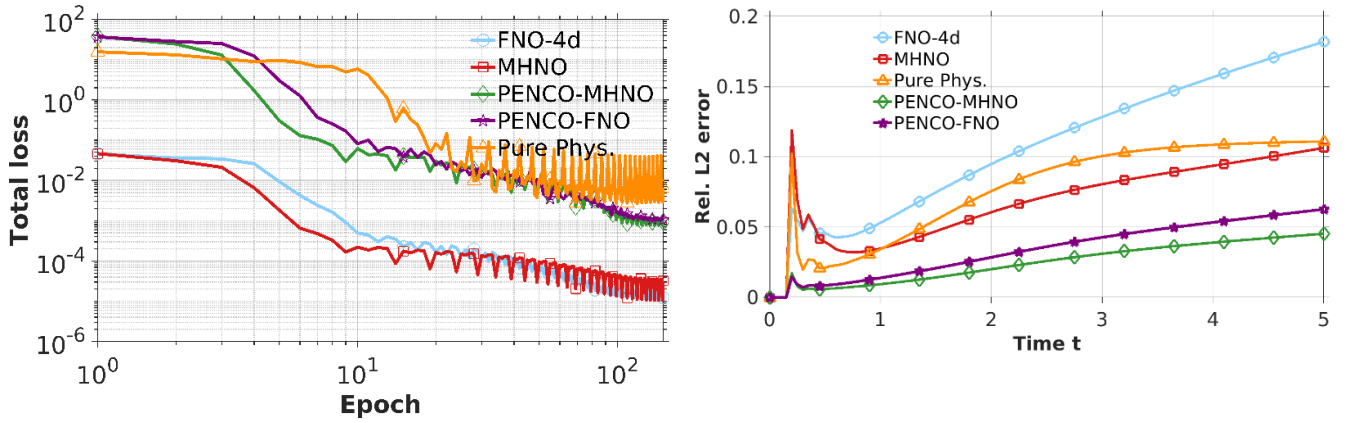 Total loss
10^2
10^0
10^-2
10^-4
10^-6
10^0
10^1
10^2
Epoch
FNO-4d
MHNO
PENCO-MHNO
PENCO-FNO
Pure Phys.
Rel. L2 error
0.2
0.15
0.1
0.05
0
0
1
2
3
4
5
Time t
FNO-4d
MHNO
Pure Phys.
PENCO-MHNO
PENCO-FNO